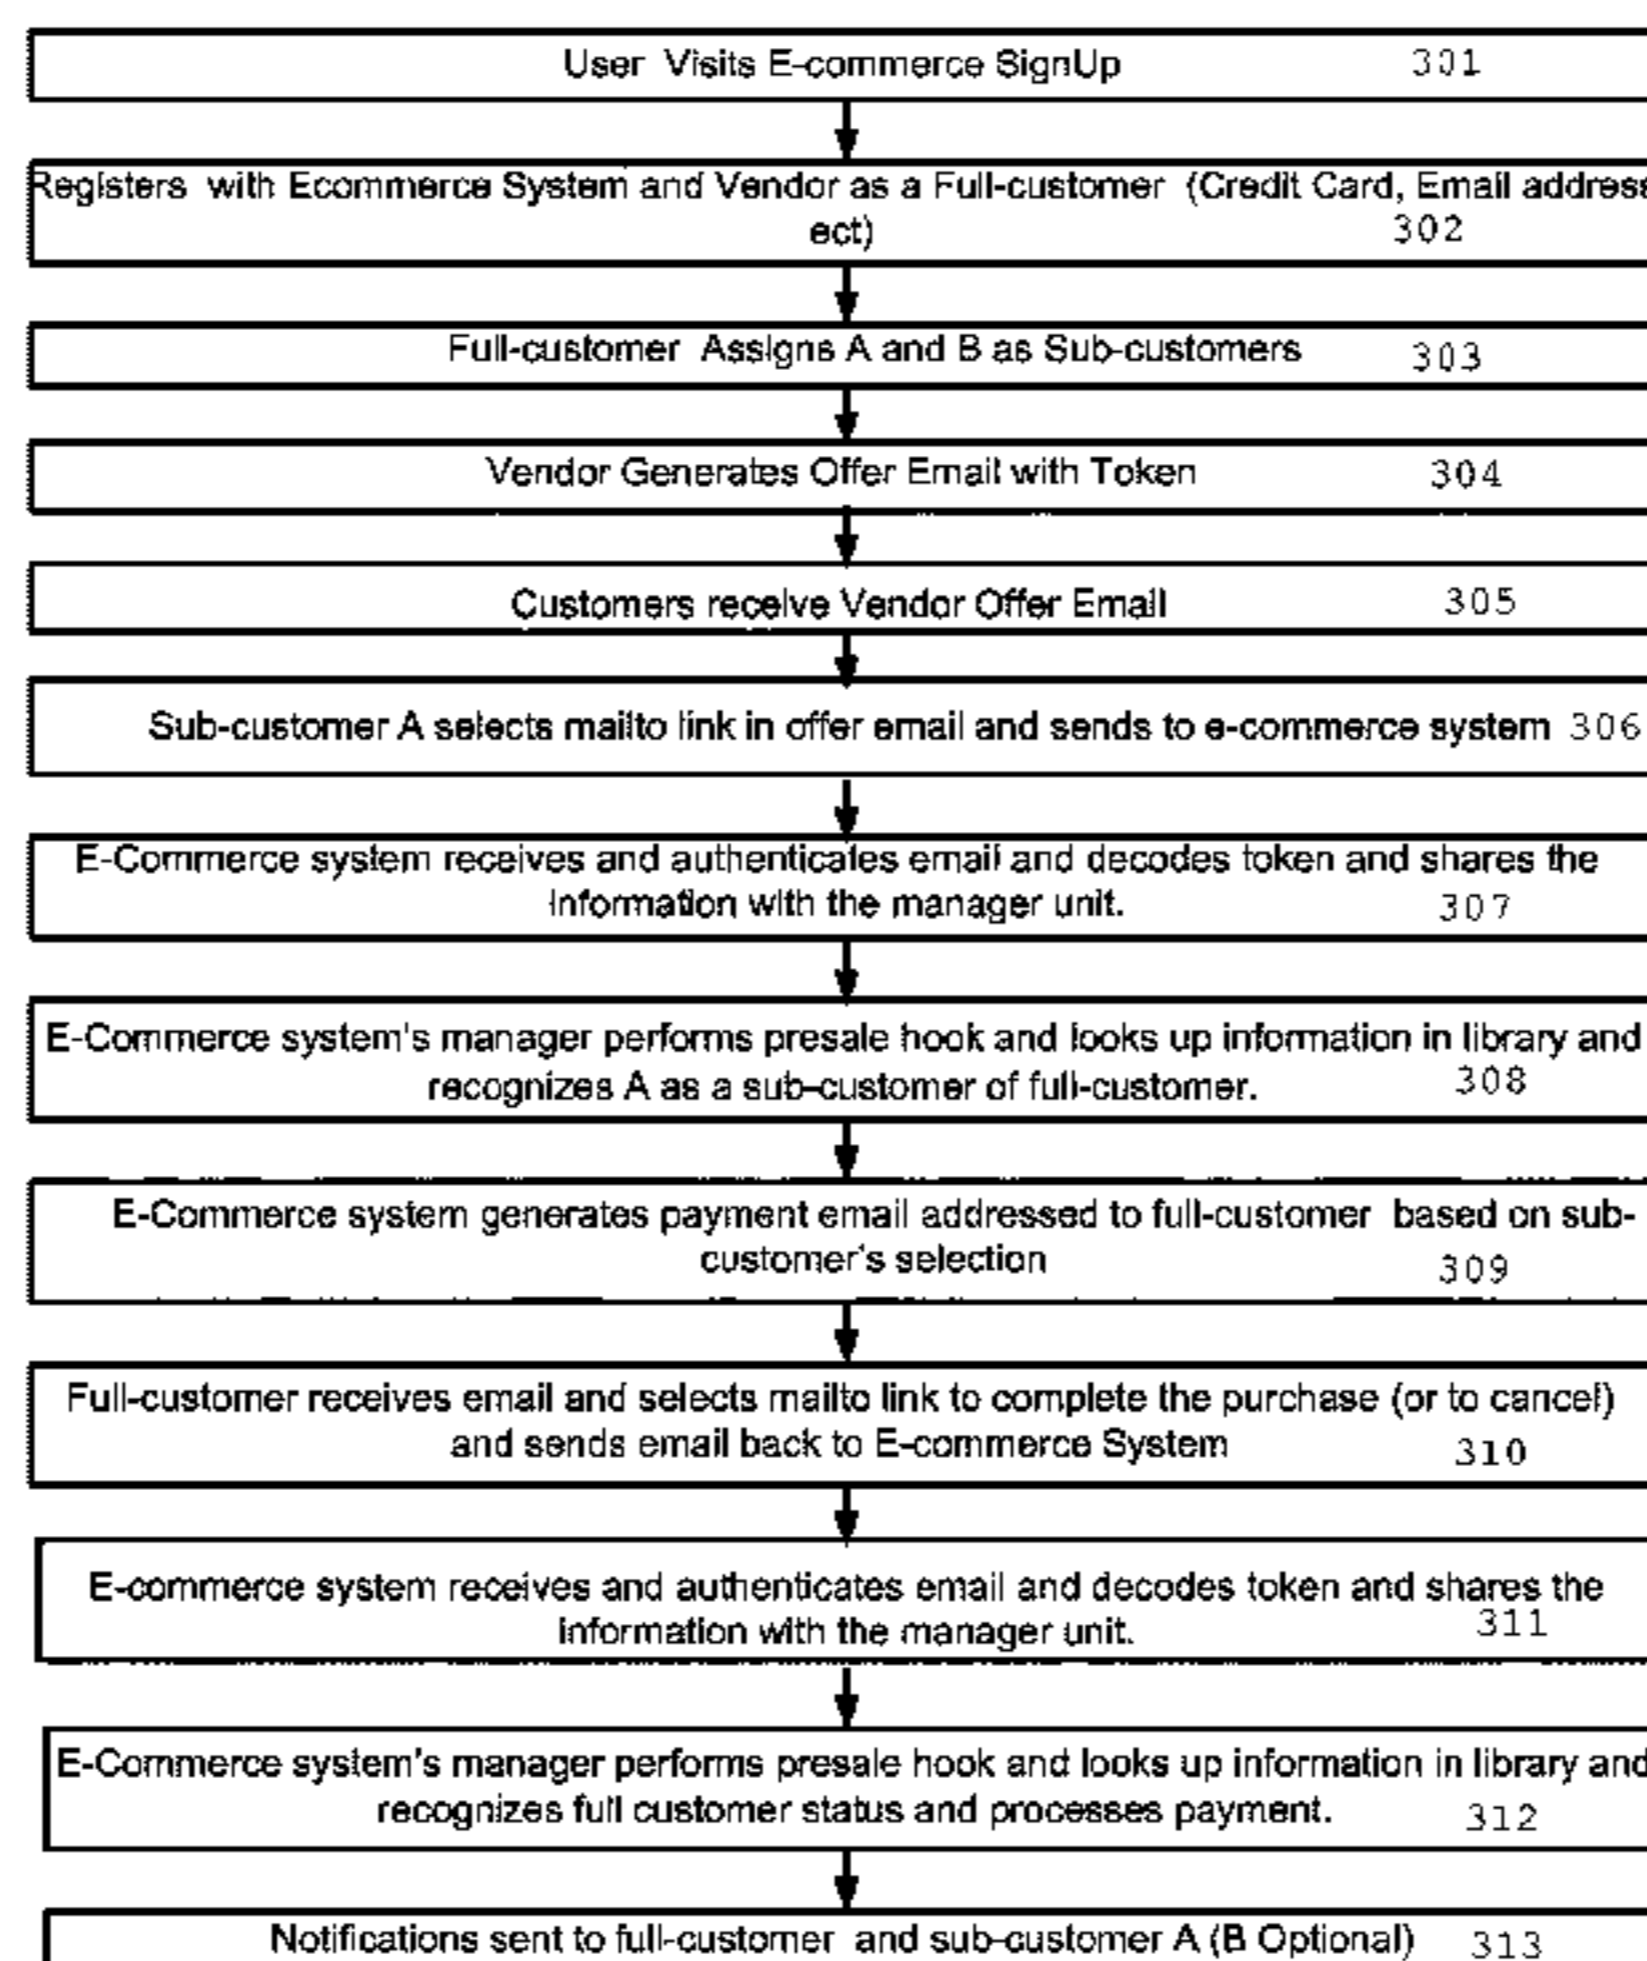 User Visits E-commerce SignUp 301
Registers with Ecommerce System and Vendor as a Full-customer (Credit Card, Email address
ect) 302
Full-customer Assigns A and B as Sub-customers 303
Vendor Generates Offer Email with Token 304
Customers receive Vendor Offer Email 305
Sub-customer A selects mailto link in offer email and sends to e-commerce system 306
E-Commerce system receives and authenticates email and decodes token and shares the
information with the manager unit. 307
E-Commerce system's manager performs presale hook and looks up information in library and
recognizes A as a sub-customer of full-customer. 308
E-Commerce system generates payment email addressed to full-customer based on sub-
customer's selection 309
Full-customer receives email and selects mailto link to complete the purchase (or to cancel)
and sends email back to E-commerce System 310
E-commerce system receives and authenticates email and decodes token and shares the
information with the manager unit. 311
E-Commerce system's manager performs presale hook and looks up information in library and
recognizes full customer status and processes payment. 312
Notifications sent to full-customer and sub-customer A (B Optional) 313